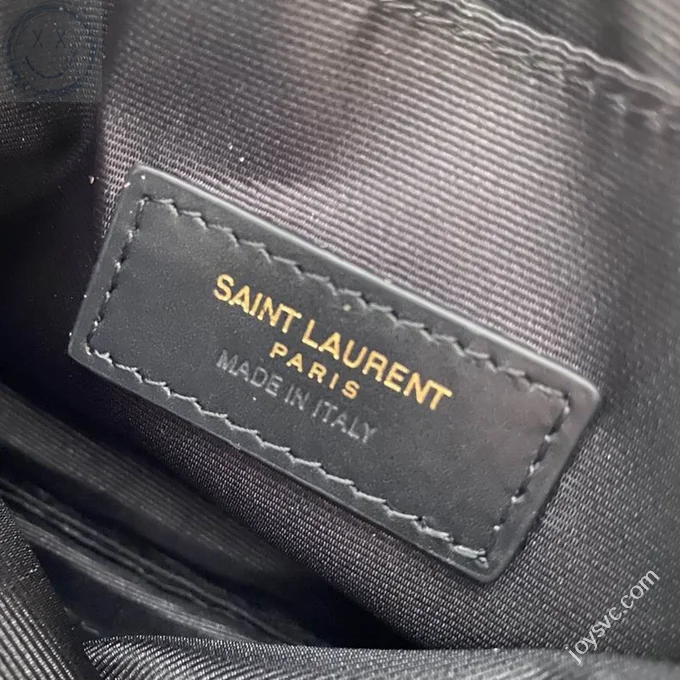 SAINT LAURENT
PARIS
MADE IN ITALY
joysvc.com